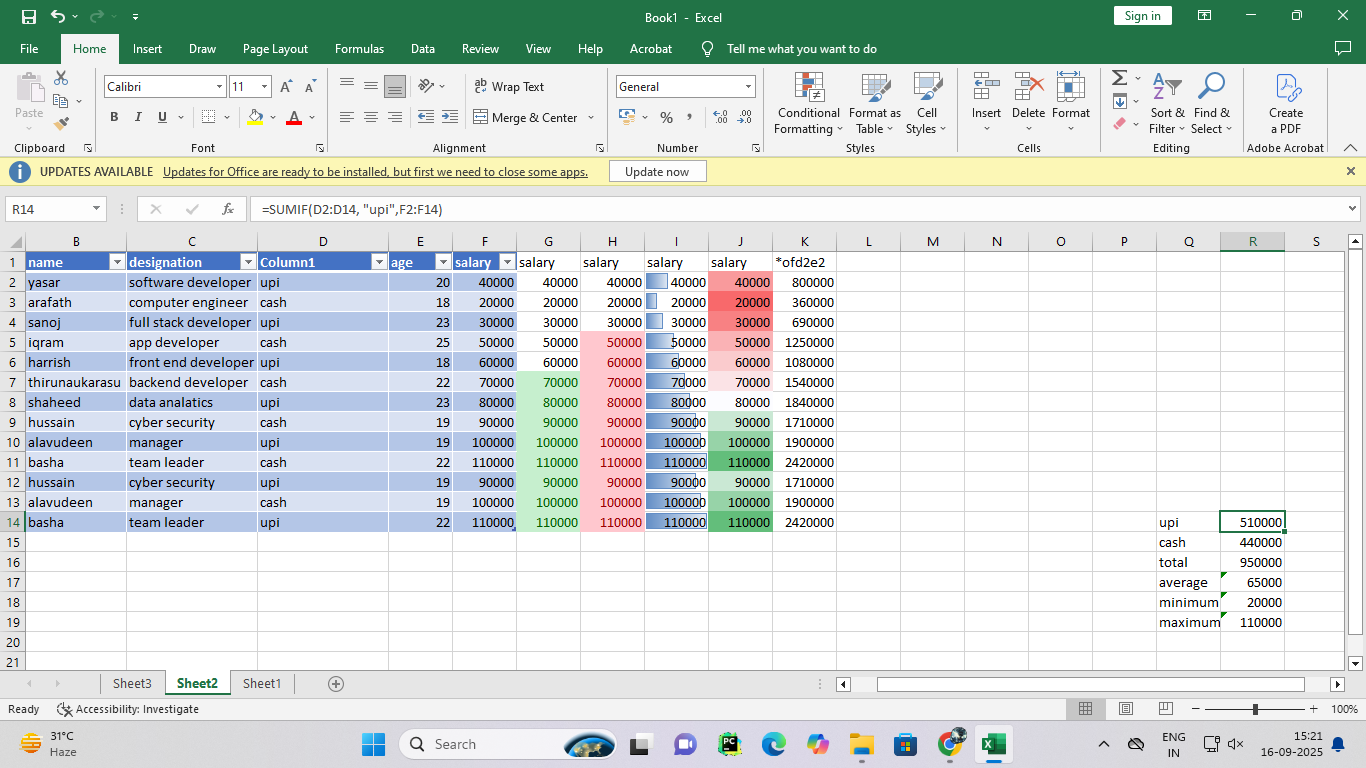 Book1 - Excel
Sign in
File Home Insert Draw Page Layout Formulas Data Review View Help Acrobat Tell me what you want to do
Paste
Clipboard
Calibri 11
B I U
Font
Wrap Text
Merge & Center
Alignment
General
% ,
Number
Conditional Formatting
Format as Table
Cell Styles
Styles
Insert Delete Format
Cells
Sort & Filter
Find & Select
Editing
Create a PDF
Adobe Acrobat
UPDATES AVAILABLE Updates for Office are ready to be installed, but first we need to close some apps. Update now
R14 fx =SUMIF(D2:D14, "upi",F2:F14)
B C D E F G H I J K L M N O P Q R S
1 name designation Column1 age salary salary salary salary salary *ofd2e2
2 yasar software developer upi 20 40000 40000 40000 40000 40000 800000
3 arafath computer engineer cash 18 20000 20000 20000 20000 20000 360000
4 sanoj full stack developer upi 23 30000 30000 30000 30000 30000 690000
5 iqram app developer cash 25 50000 50000 50000 50000 50000 1250000
6 harrish front end developer upi 18 60000 60000 60000 60000 60000 1080000
7 thirunaukarasu backend developer cash 22 70000 70000 70000 70000 70000 1540000
8 shaheed data analatics upi 23 80000 80000 80000 80000 80000 1840000
9 hussain cyber security cash 19 90000 90000 90000 90000 90000 1710000
10 alavudeen manager upi 19 100000 100000 100000 100000 100000 1900000
11 basha team leader cash 22 110000 110000 110000 110000 110000 2420000
12 hussain cyber security upi 19 90000 90000 90000 90000 90000 1710000
13 alavudeen manager cash 19 100000 100000 100000 100000 100000 1900000
14 basha team leader upi 22 110000 110000 110000 110000 110000 2420000 upi 510000
15 cash 440000
16 total 950000
17 average 65000
18 minimum 20000
19 maximum 110000
20
21
Sheet3 Sheet2 Sheet1
Ready Accessibility: Investigate 100%
31°C
Haze
Search
ENG
IN
15:21
16-09-2025